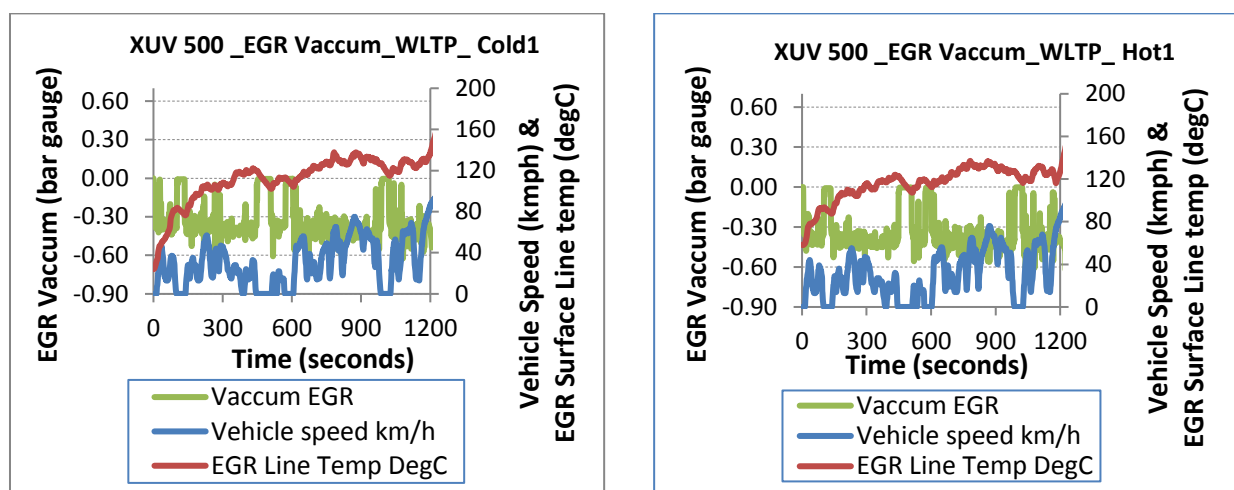 XUV 500 _EGR Vaccum_WLTP_ Cold1
EGR Vaccum (bar gauge)
0.60
0.30
0.00
-0.30
-0.60
-0.90
200
160
120
80
40
0
Vehicle Speed (kmph) &
EGR Surface Line temp (degC)
0 300 600 900 1200
Time (seconds)
Vaccum EGR
Vehicle speed km/h
EGR Line Temp DegC
XUV 500 _EGR Vaccum_WLTP_ Hot1
EGR Vaccum (bar gauge)
0.60
0.30
0.00
-0.30
-0.60
-0.90
200
160
120
80
40
0
Vehicle Speed (kmph) &
EGR Surface Line temp (degC)
0 300 600 900 1200
Time (seconds)
Vaccum EGR
Vehicle speed km/h
EGR Line Temp DegC